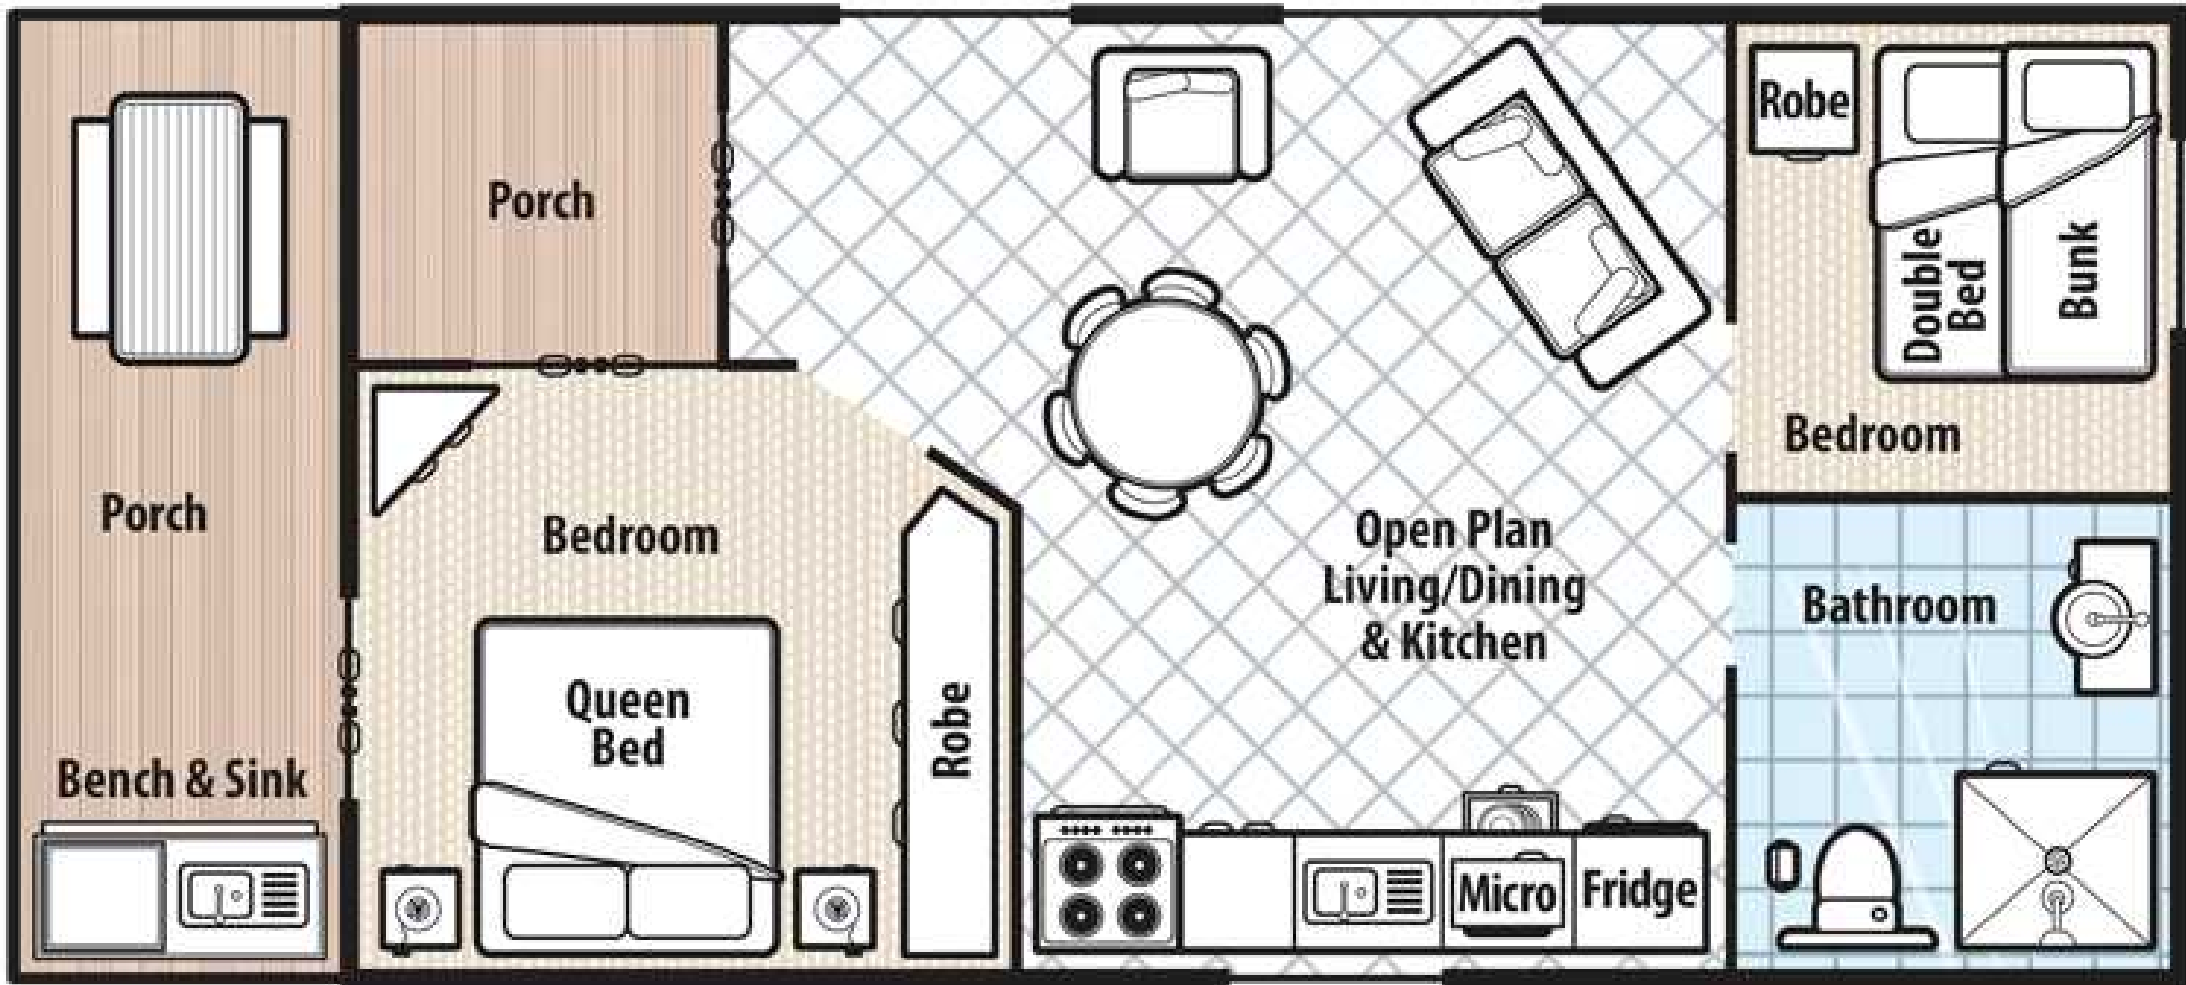 Porch
Robe
Double
Bed
Bunk
Bedroom
Porch
Bedroom
Open Plan
Living/Dining
& Kitchen
Bathroom
Queen
Bed
Robe
Bench & Sink
Micro
Fridge